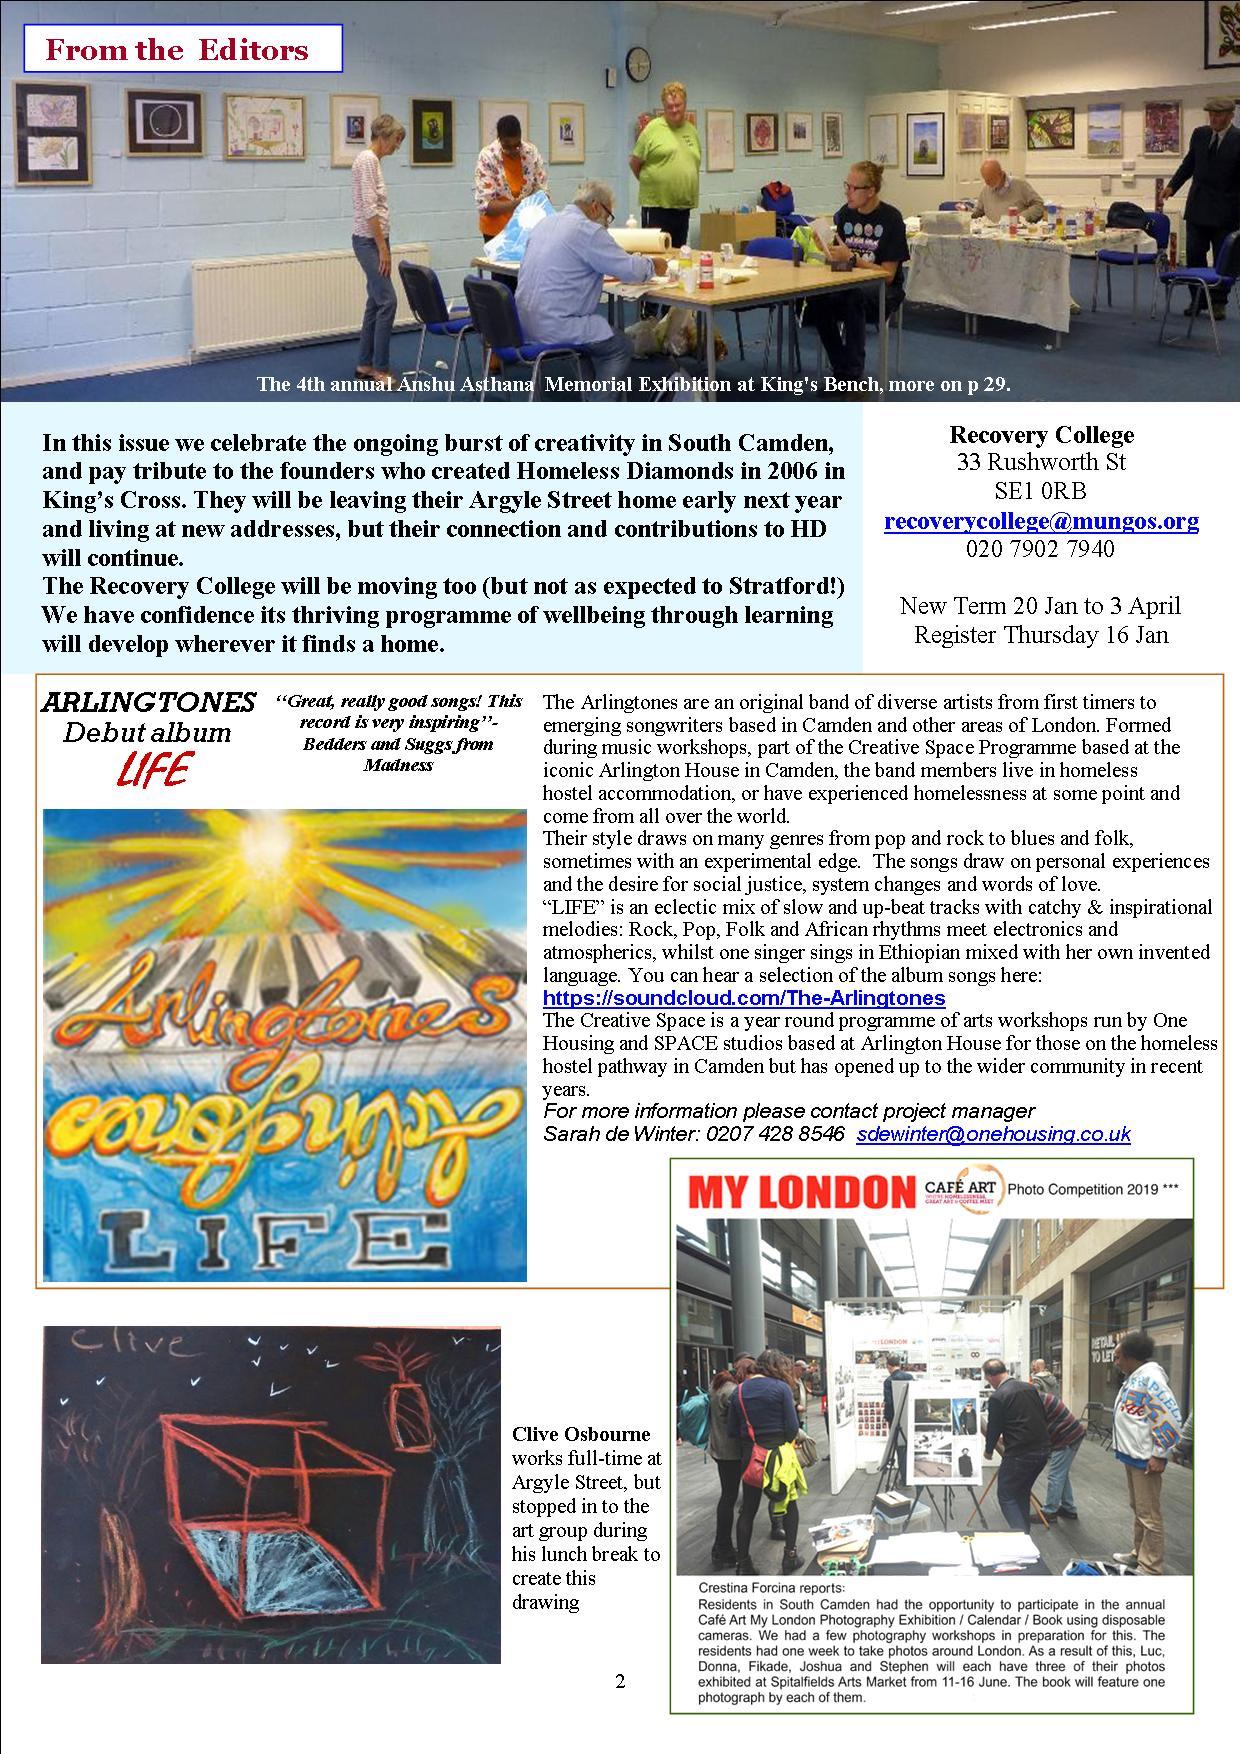 From the  Editors
The 4th annual Anshu Asthana  Memorial Exhibition at King's Bench, more on p 29.
In this issue we celebrate the ongoing burst of creativity in South Camden,
and pay tribute to the founders who created Homeless Diamonds in 2006 in
King's Cross. They will be leaving their Argyle Street home early next year
and living at new addresses, but their connection and contributions to HD
will continue.
The Recovery College will be moving too (but not as expected to Stratford!)
We have confidence its thriving programme of wellbeing through learning
will develop wherever it finds a home.
Recovery College
33 Rushworth St
SE1 0RB
recoverycollege@mungos.org
020 7902 7940
New Term 20 Jan to 3 April
Register Thursday 16 Jan
ARLINGTONES
Debut album
LIFE
“Great, really good songs! This
record is very inspiring”-
Bedders and Suggs from
Madness
Arlingtones
Arlingtones
LIFE
The Arlingtones are an original band of diverse artists from first timers to
emerging songwriters based in Camden and other areas of London. Formed
during music workshops, part of the Creative Space Programme based at the
iconic Arlington House in Camden, the band members live in homeless
hostel accommodation, or have experienced homelessness at some point and
come from all over the world.
Their style draws on many genres from pop and rock to blues and folk,
sometimes with an experimental edge.  The songs draw on personal experiences
and the desire for social justice, system changes and words of love.
“LIFE” is an eclectic mix of slow and up-beat tracks with catchy & inspirational
melodies: Rock, Pop, Folk and African rhythms meet electronics and
atmospherics, whilst one singer sings in Ethiopian mixed with her own invented
language. You can hear a selection of the album songs here:
https://soundcloud.com/The-Arlingtones
The Creative Space is a year round programme of arts workshops run by One
Housing and SPACE studios based at Arlington House for those on the homeless
hostel pathway in Camden but has opened up to the wider community in recent
years.
For more information please contact project manager
Sarah de Winter: 0207 428 8546  sdewinter@onehousing.co.uk
MY LONDON
CAFÉ ART
WHERE HOMELESSNESS,
GREAT ART & COFFEE MEET
Photo Competition 2019 ***
MY LONDON
RETAIL
TO LET
Crestina Forcina reports:
Residents in South Camden had the opportunity to participate in the annual
Café Art My London Photography Exhibition / Calendar / Book using disposable
cameras. We had a few photography workshops in preparation for this. The
residents had one week to take photos around London. As a result of this, Luc,
Donna, Fikade, Joshua and Stephen will each have three of their photos
exhibited at Spitalfields Arts Market from 11-16 June. The book will feature one
photograph by each of them.
Clive
Clive Osbourne
works full-time at
Argyle Street, but
stopped in to the
art group during
his lunch break to
create this
drawing
2